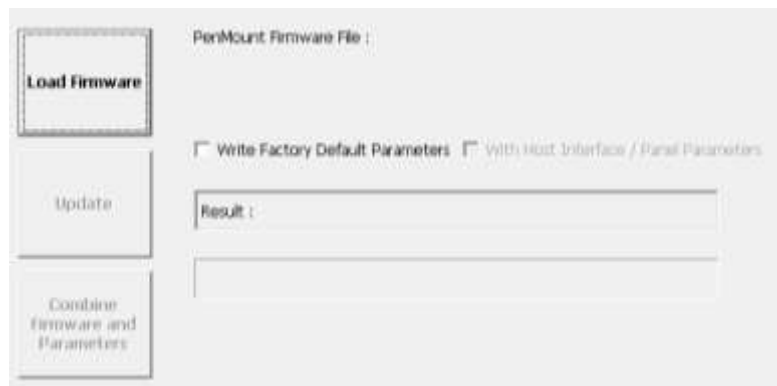 PenMount Firmware File :
Load Firmware
Write Factory Default Parameters With Host Interface / Panel Parameters
Update
Result :
Combine
Firmware and
Parameters